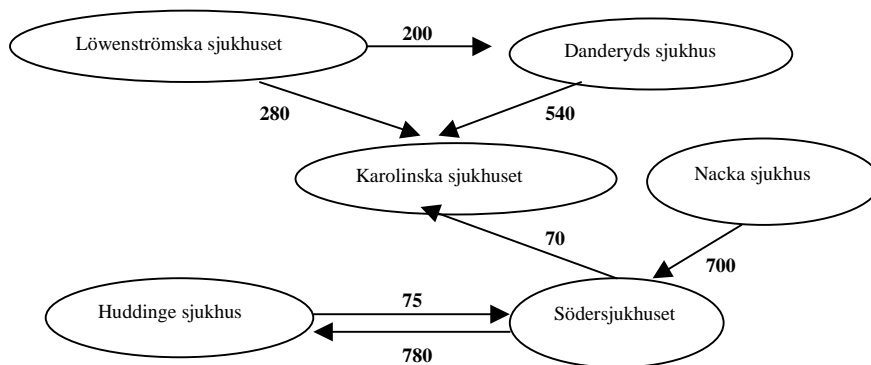 Löwenströmska sjukhuset
200
Danderyds sjukhus
280
540
Karolinska sjukhuset
Nacka sjukhus
70
700
Huddinge sjukhus
75
Södersjukhuset
780